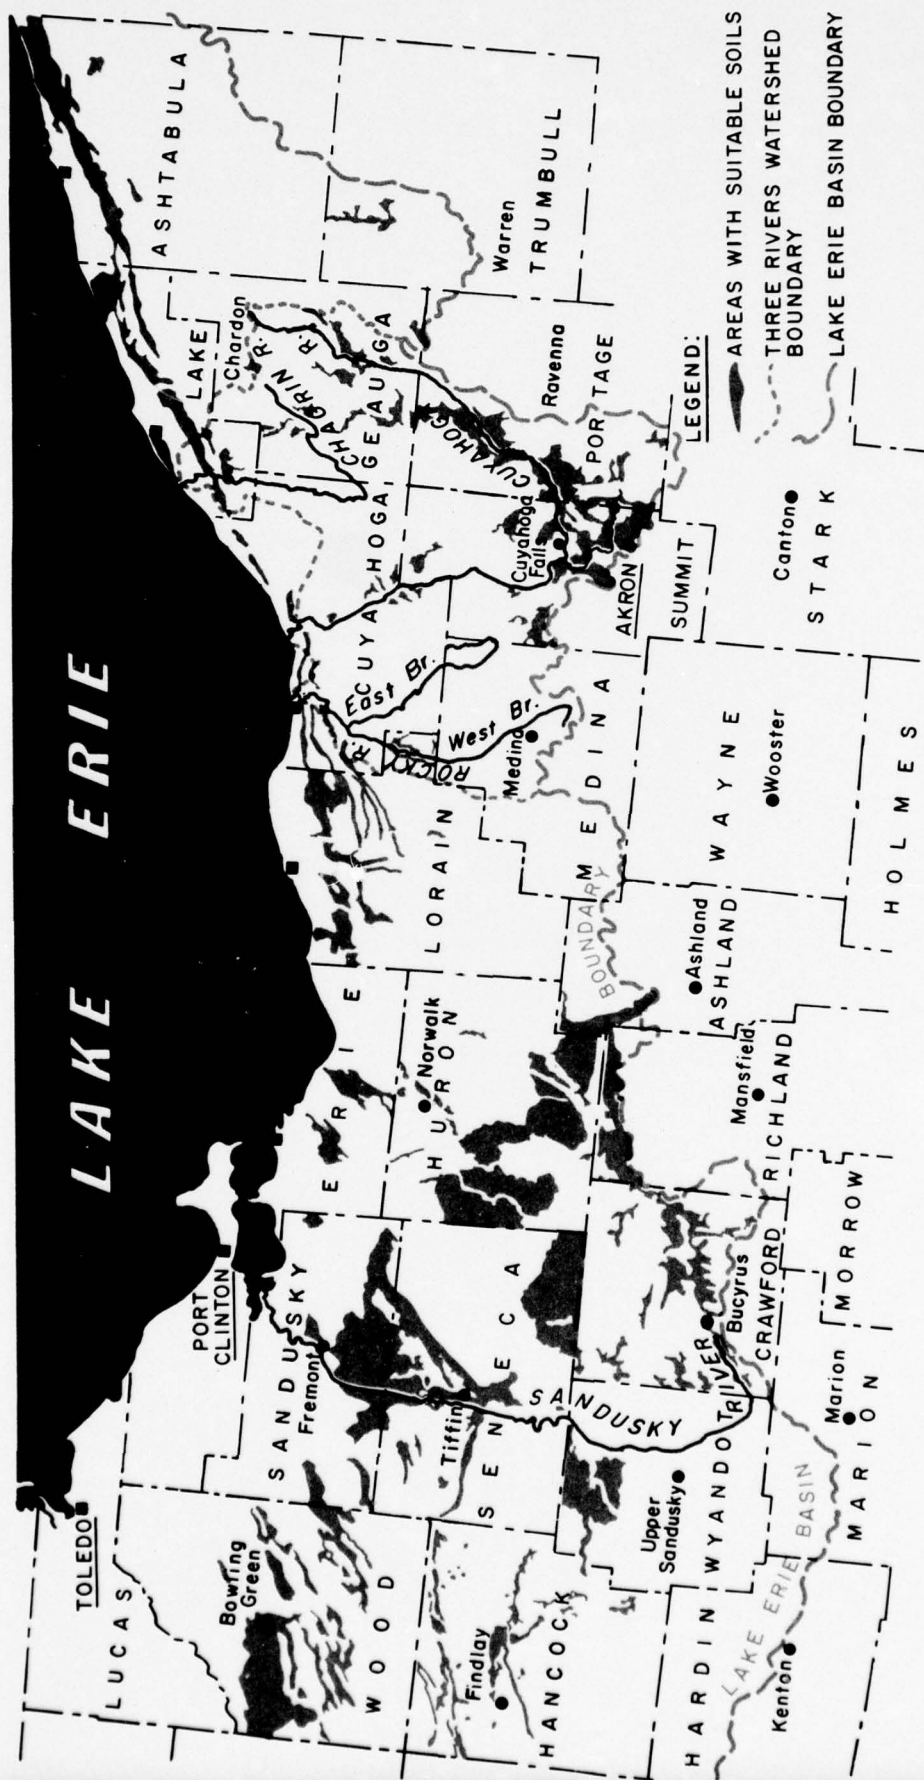 LAKE ERIE
TOLEDO
LUCAS
Bowling
Green
WOOD
PORT
CLINTON
SANDUSKY
Fremont
Tiffin
SENECA
SANDUSKY
RIVER
Findlay
HANCOCK
Upper
Sandusky
WYANDOT
HARDIN
Kenton
LAKE ERIE BASIN
BOUNDARY
Marion
MARION
MORROW
Bucyrus
CRAWFORD
ERIE
Norwalk
HURON
Mansfield
RICHLAND
Ashland
ASHLAND
LORAIN
ROCKY
R.
East Br.
West Br.
Medina
MEDINA
WAYNE
Wooster
HOLMES
CUYAHOGA
CUYAHOGA
R.
Cuyahoga
Falls
AKRON
SUMMIT
Canton
STARK
LAKE
Chardon
CHAGRIN R.
GEAUGA
Ravenna
PORTAGE
ASHTABULA
Warren
TRUMBULL
LEGEND:
AREAS WITH SUITABLE SOILS
THREE RIVERS WATERSHED
BOUNDARY
LAKE ERIE BASIN BOUNDARY